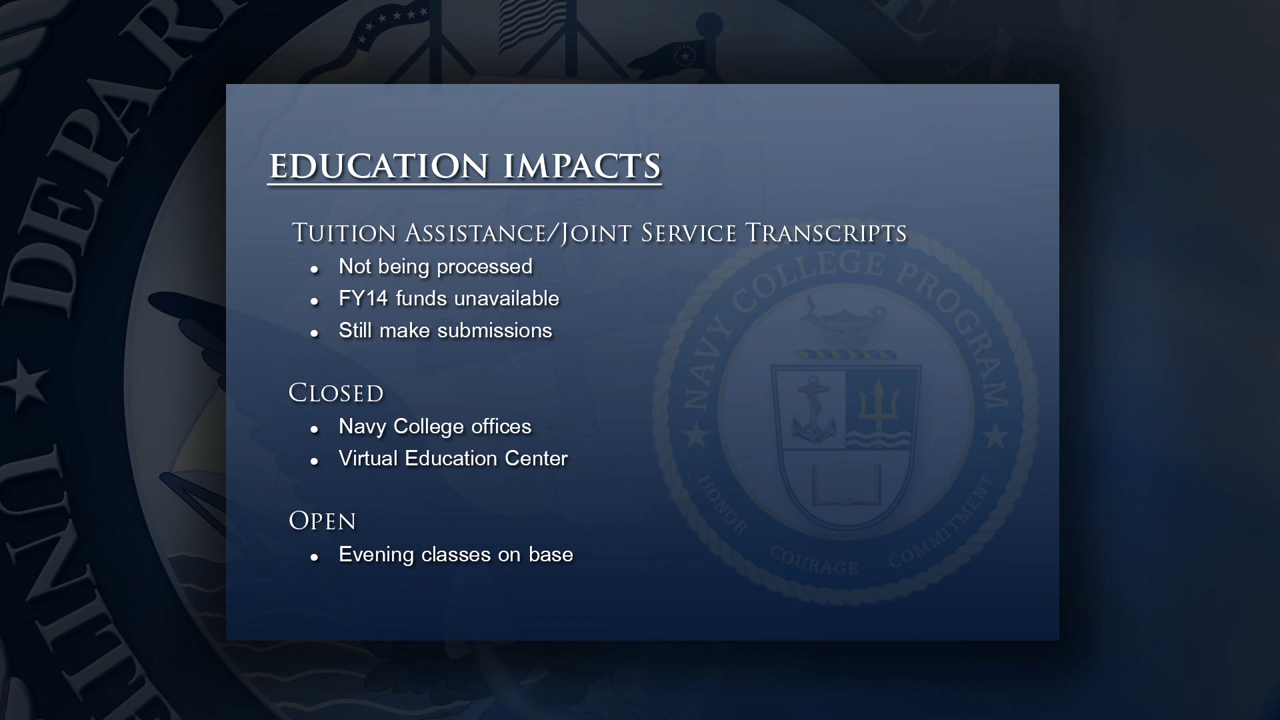 EDUCATION IMPACTS
TUITION ASSISTANCE/JOINT SERVICE TRANSCRIPTS
• Not being processed
• FY14 funds unavailable
• Still make submissions
CLOSED
• Navy College offices
• Virtual Education Center
OPEN
• Evening classes on base
NAVY COLLEGE PROGRAM
HONOR COURAGE COMMITMENT